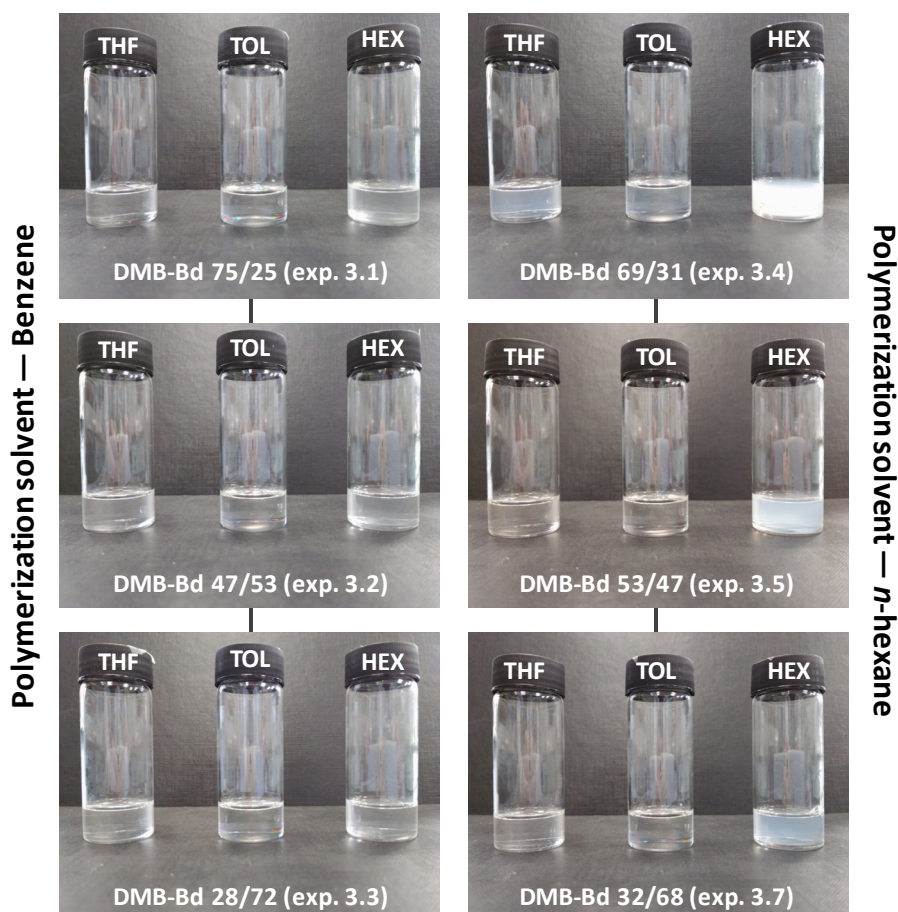 Polymerization solvent — Benzene
THF TOL HEX
DMB-Bd 75/25 (exp. 3.1)
THF TOL HEX
DMB-Bd 47/53 (exp. 3.2)
THF TOL HEX
DMB-Bd 28/72 (exp. 3.3)
THF TOL HEX
DMB-Bd 69/31 (exp. 3.4)
THF TOL HEX
DMB-Bd 53/47 (exp. 3.5)
THF TOL HEX
DMB-Bd 32/68 (exp. 3.7)
Polymerization solvent — n-hexane